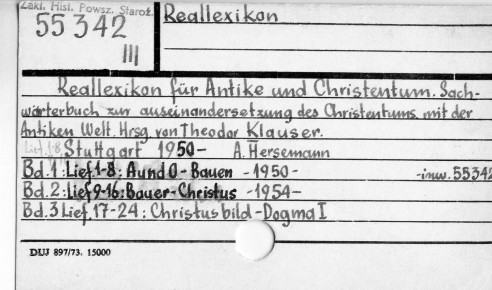 Zakł. Hist. Powsz. Staroż.
55342
III
Reallexikon
Reallexikon für Antike und Christentum. Sach-
wörterbuch zur auseinandersetzung des Christentums mit der
Antiken Welt. Hrsg. von Theodor Klauser.
Stuttgart 1950- A. Hersemann
Bd. 1: Lief. 1-8: A und O - Bauen -1950- -inw. 55342
Bd. 2: Lief 9-16: Bauer-Christus -1954-
Bd. 3 Lief. 17-24: Christusbild-Dogma I
DUJ 897/73. 15000